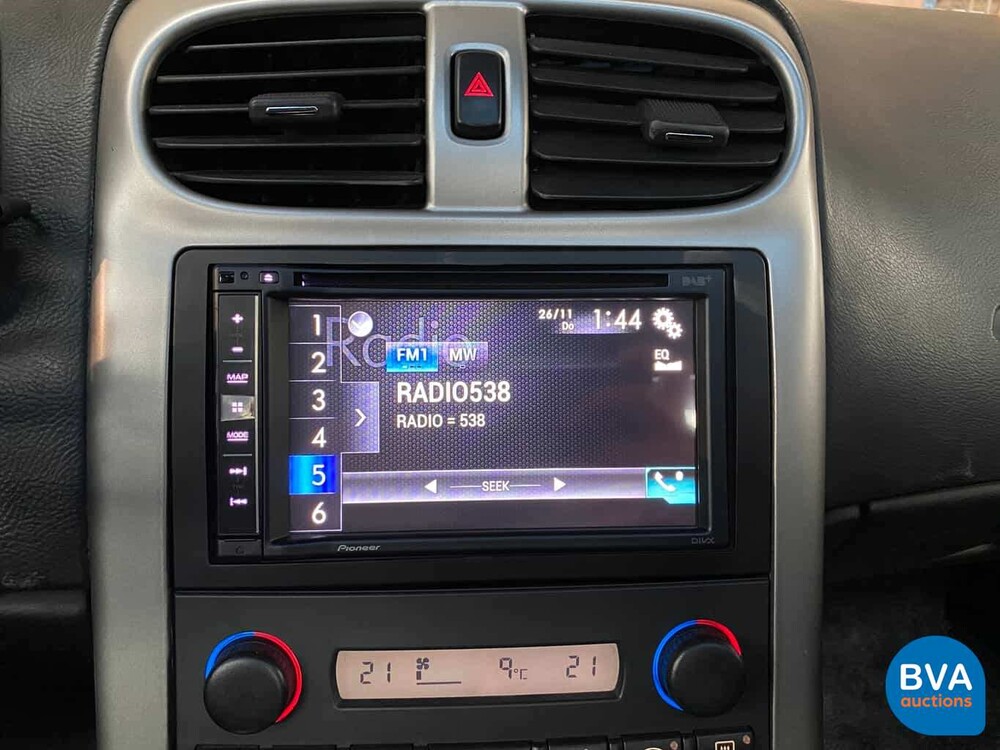 DAB+
Radio
26/11
Do
1:44
+
-
MAP
MODE
1
2
3
4
5
6
FM1 MW
EQ
RADIO538
RADIO = 538
SEEK
Pioneer
DIVX
21 9°C 21
BVA
auctions